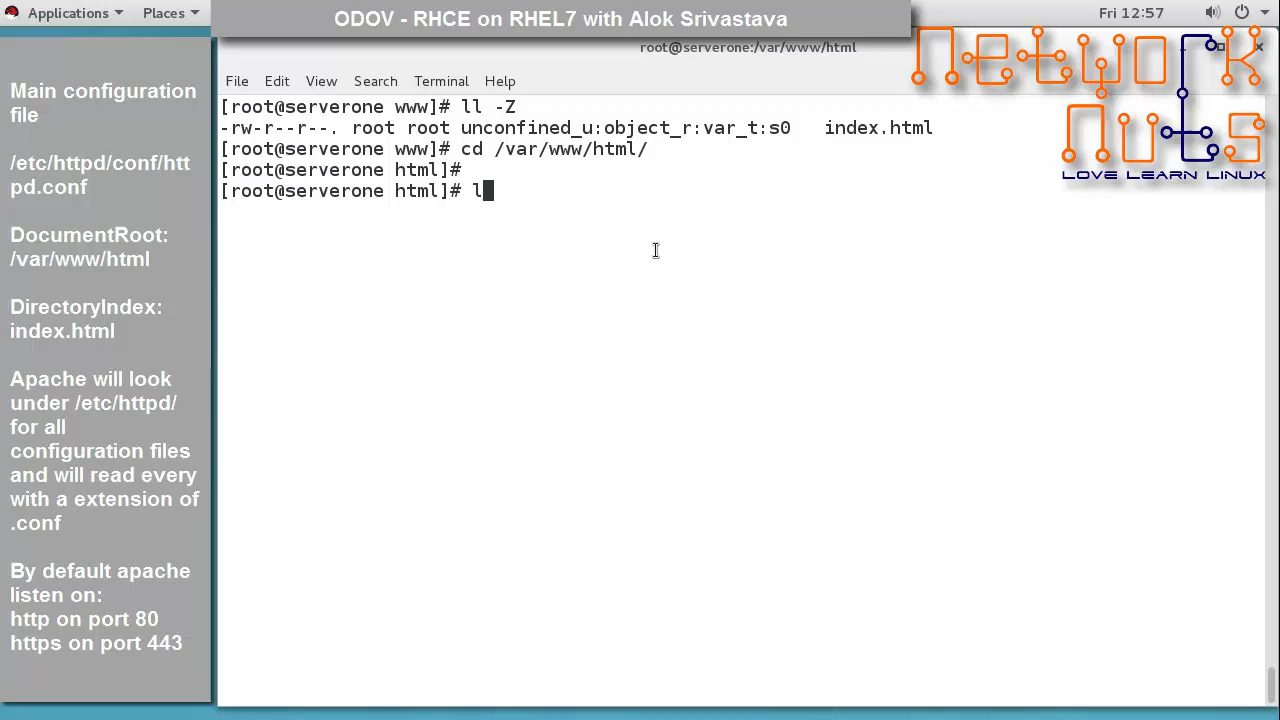 Applications Places
ODOV - RHCE on RHEL7 with Alok Srivastava
Fri 12:57
root@serverone:/var/www/html
NETWORK
NUTS
LOVE LEARN LINUX
File Edit View Search Terminal Help
[root@serverone www]# ll -Z
-rw-r--r--. root root unconfined_u:object_r:var_t:s0   index.html
[root@serverone www]# cd /var/www/html/
[root@serverone html]#
[root@serverone html]# l
Main configuration
file
/etc/httpd/conf/htt
pd.conf
DocumentRoot:
/var/www/html
DirectoryIndex:
index.html
Apache will look
under /etc/httpd/
for all
configuration files
and will read every
with a extension of
.conf
By default apache
listen on:
http on port 80
https on port 443